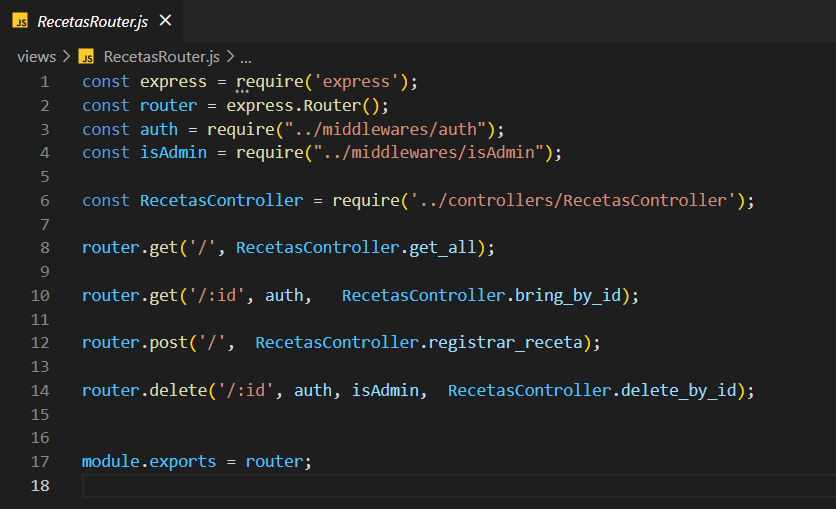 JS RecetasRouter.js ×
views > JS RecetasRouter.js > ...
1 const express = require('express');
2 const router = express.Router();
3 const auth = require("../middlewares/auth");
4 const isAdmin = require("../middlewares/isAdmin");
5
6 const RecetasController = require('../controllers/RecetasController');
7
8 router.get('/', RecetasController.get_all);
9
10 router.get('/:id', auth,   RecetasController.bring_by_id);
11
12 router.post('/',  RecetasController.registrar_receta);
13
14 router.delete('/:id', auth, isAdmin,  RecetasController.delete_by_id);
15
16
17 module.exports = router;
18